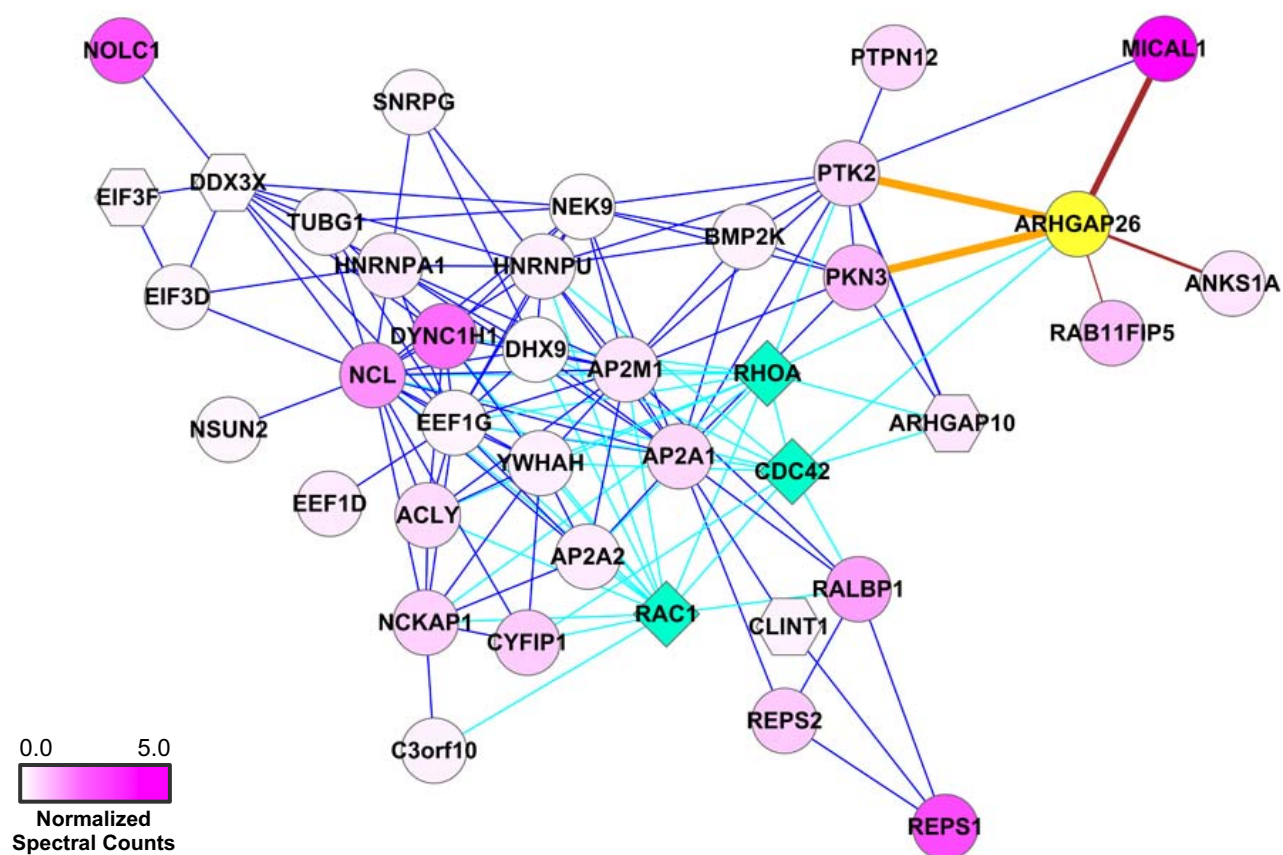 NOLC1
MICAL1
PTPN12
SNRPG
PTK2
DDX3X
EIF3F
NEK9
TUBG1
ARHGAP26
BMP2K
HNRNPA1
HNRNPU
PKN3
ANKS1A
EIF3D
RAB11FIP5
DYNC1H1
DHX9
AP2M1
RHOA
NCL
EEF1G
ARHGAP10
NSUN2
YWHAH
AP2A1
CDC42
EEF1D
ACLY
AP2A2
RALBP1
RAC1
NCKAP1
CLINT1
CYFIP1
REPS2
C3orf10
0.0 5.0
Normalized
Spectral Counts
REPS1